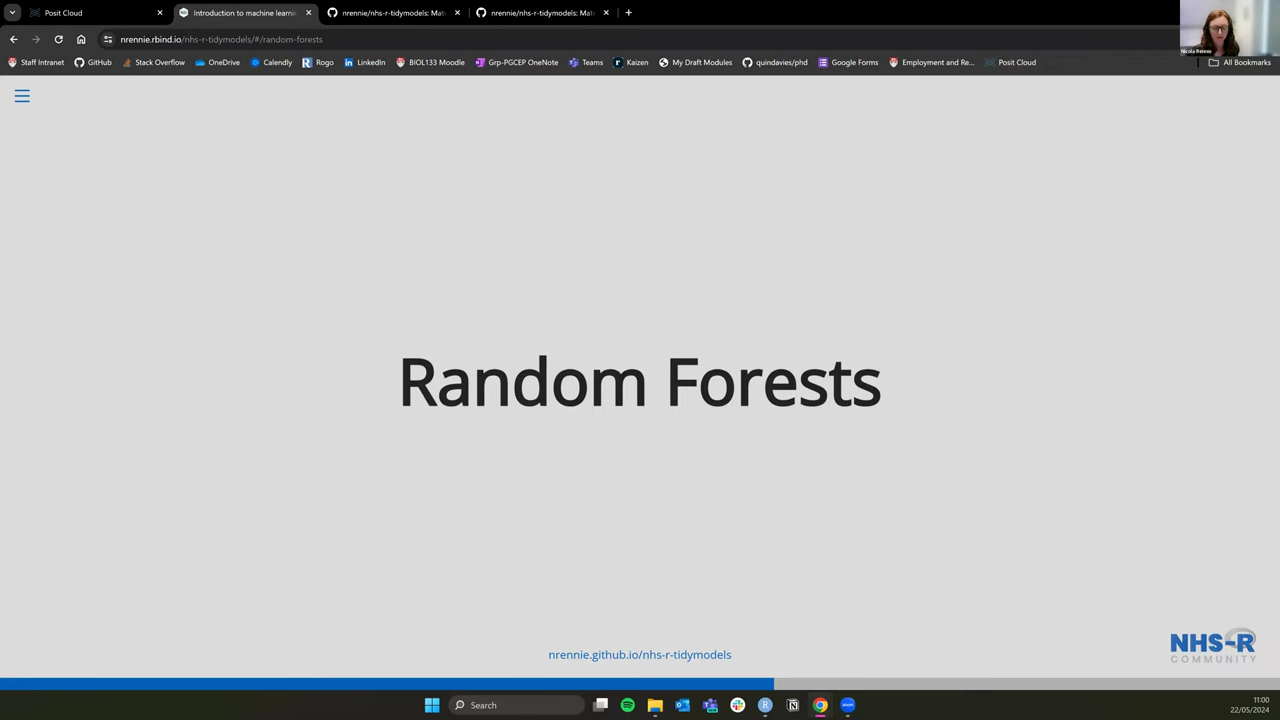 Posit Cloud
Introduction to machine learni
nrennie/nhs-r-tidymodels: Mat
nrennie/nhs-r-tidymodels: Mat
nrennie.rbind.io/nhs-r-tidymodels/#/random-forests
Staff Intranet
GitHub
Stack Overflow
OneDrive
Calendly
Rogo
LinkedIn
BIOL133 Moodle
Grp-PGCEP OneNote
Teams
Kaizen
My Draft Modules
quindavies/phd
Google Forms
Employment and Re...
Posit Cloud
All Bookmarks
Nicola Rennie
Random Forests
nrennie.github.io/nhs-r-tidymodels
NHS-R
COMMUNITY
Search
zoom
11:00
22/05/2024